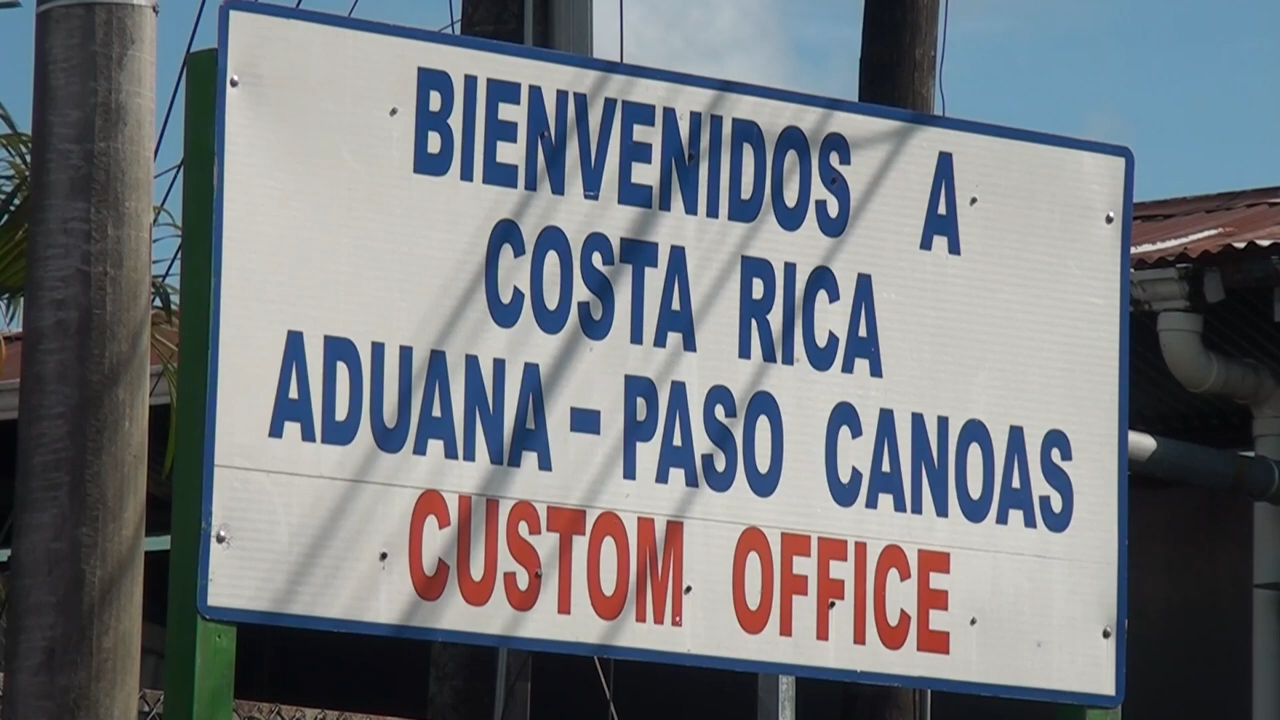 BIENVENIDOS A
COSTA RICA
ADUANA - PASO CANOAS
CUSTOM OFFICE